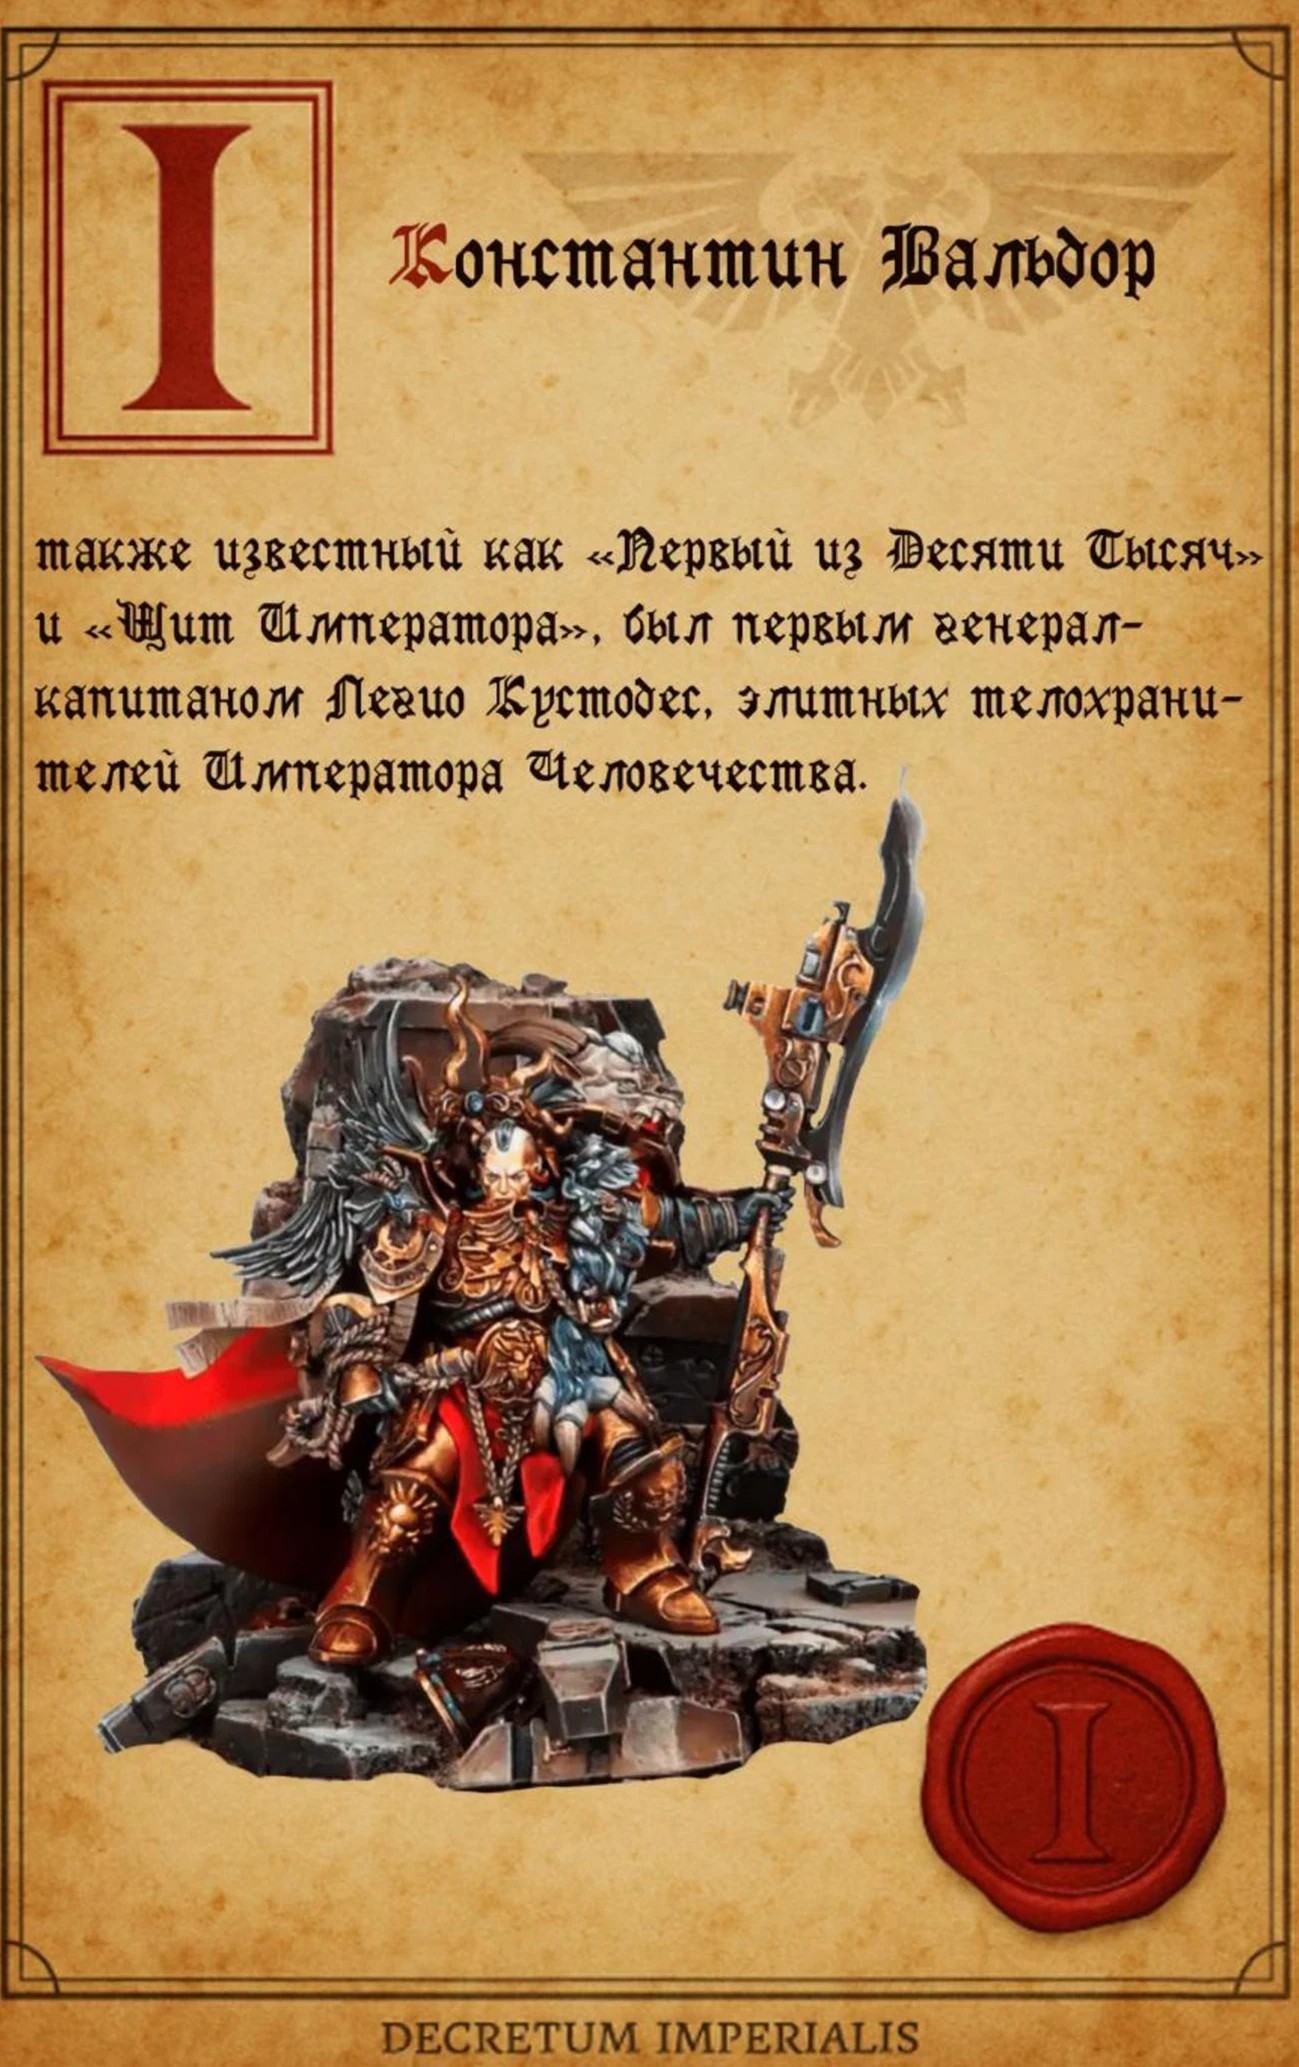 I
Константин Вальдор
также известный как «Первый из Десяти Тысяч»
и «Щит Императора», был первым генерал-
капитаном Легио Кустодес, элитных телохрани-
телей Императора Человечества.
I
DECRETUM IMPERIALIS